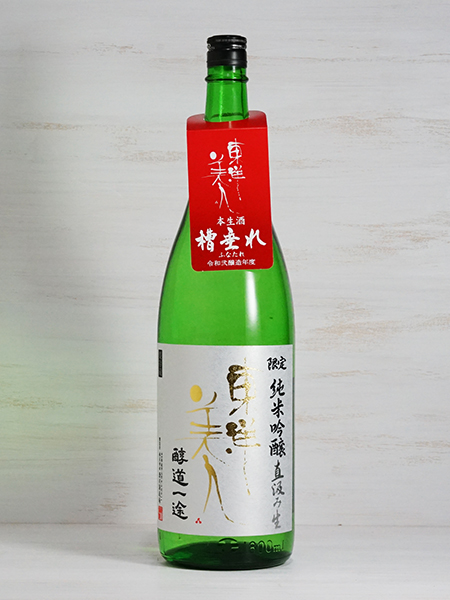 東洋
美人
本生酒
槽垂れ
ふなたれ
令和弐醸造年度
限定 純米吟醸 直汲み生
東洋
美人
醇道一途
1800ml